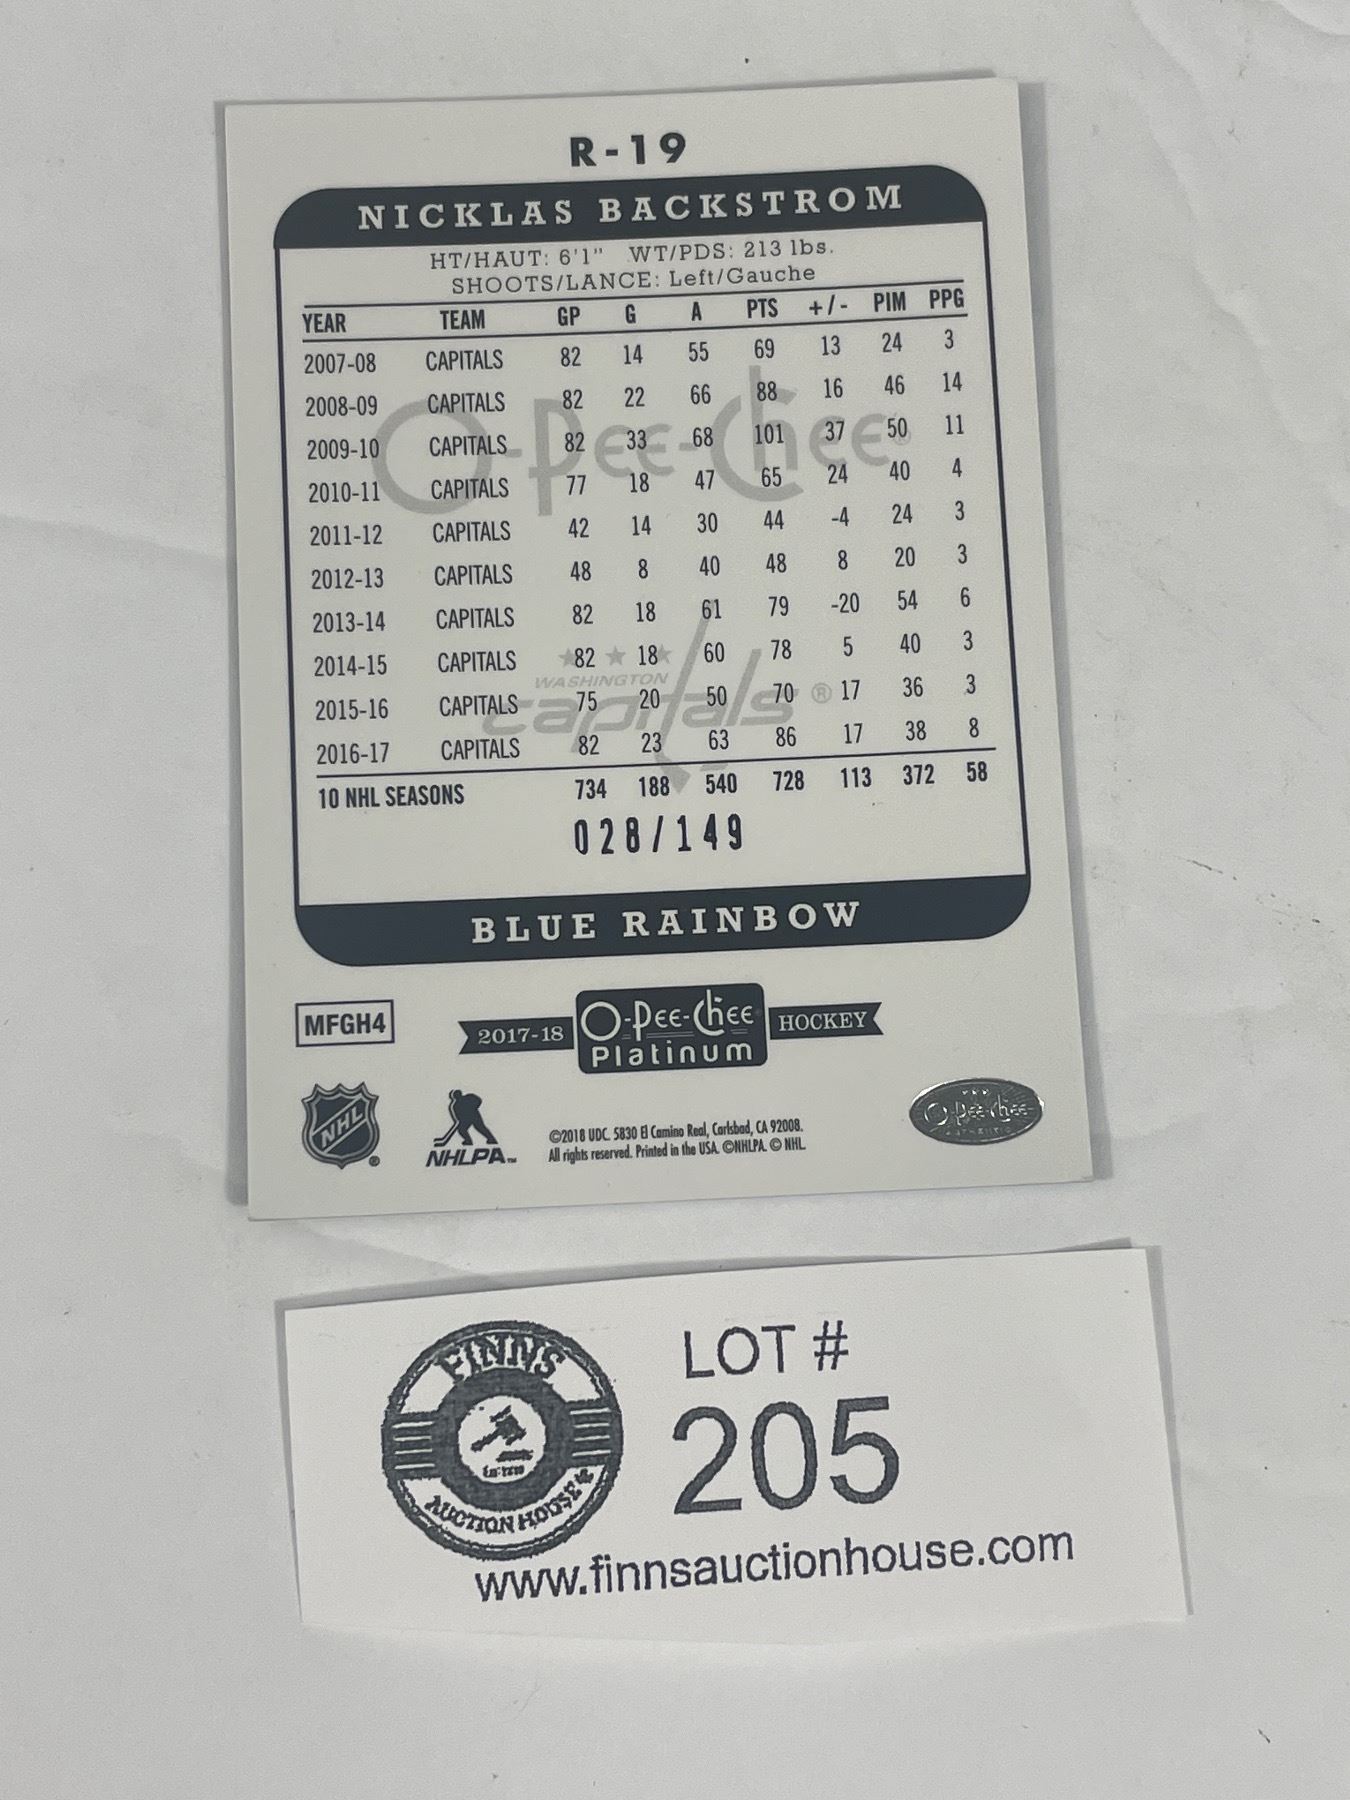 R-19
NICKLAS BACKSTROM
HT/HAUT: 6'1" WT/PDS: 213 lbs.
SHOOTS/LANCE: Left/Gauche
YEAR TEAM GP G A PTS +/- PIM PPG
2007-08 CAPITALS 82 14 55 69 13 24 3
2008-09 CAPITALS 82 22 66 88 16 46 14
2009-10 CAPITALS 82 33 68 101 37 50 11
2010-11 CAPITALS 77 18 47 65 24 40 4
2011-12 CAPITALS 42 14 30 44 -4 24 3
2012-13 CAPITALS 48 8 40 48 8 20 3
2013-14 CAPITALS 82 18 61 79 -20 54 6
2014-15 CAPITALS 82 18 60 78 5 40 3
2015-16 CAPITALS 75 20 50 70 17 36 3
2016-17 CAPITALS 82 23 63 86 17 38 8
10 NHL SEASONS 734 188 540 728 113 372 58
O-Pee-Chee®
WASHINGTON
capitals®
028/149
BLUE RAINBOW
MFGH4
2017-18 O-Pee-Chee HOCKEY
Platinum
NHL®
NHLPA™
©2018 UDC. 5830 El Camino Real, Carlsbad, CA 92008.
All rights reserved. Printed in the USA. ©NHLPA. © NHL.
O-Pee-Chee
FINNS
AUCTION HOUSE
LOT #
205
www.finnsauctionhouse.com